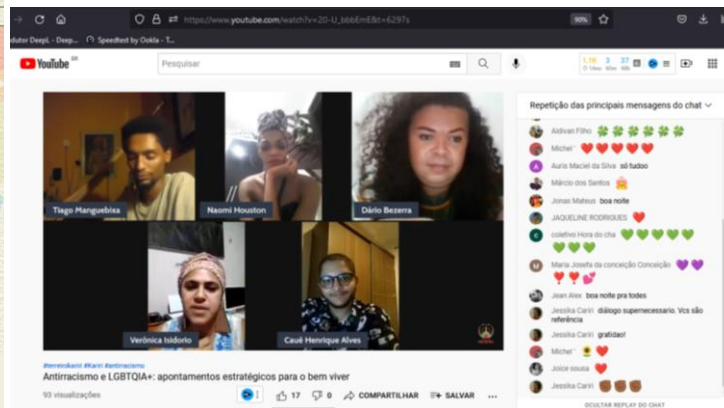 https://www.youtube.com/watch?v=20-U_bbbEmE&t=6297s
90%
dutor DeepL - Deep...
Speedtest by Ookla - T...
YouTube BR
Pesquisar
Repetição das principais mensagens do chat
Tiago Manguebixa
Naomi Houston
Dário Bezerra
Verônica Isidorio
Cauê Henrique Alves
Aldivan Filho
Michel
A Auris Maciel da Silva só tudoo
Márcio dos Santos
Jonas Mateus boa noite
JAQUELINE RODRIGUES
c coletivo Hora do cha
M Maria Josefa da conceição Conceição
Jean Alex boa noite pra todes
Jessika Cariri diálogo supernecessario. Vcs são
referência
Jessika Cariri gratidao!
Michel
Joice sousa
Jessika Cariri
OCULTAR REPLAY DO CHAT
#terreirokariri #Kariri #antirracismo
Antirracismo e LGBTQIA+: apontamentos estratégicos para o bem viver
93 visualizações
17
0
COMPARTILHAR
SALVAR